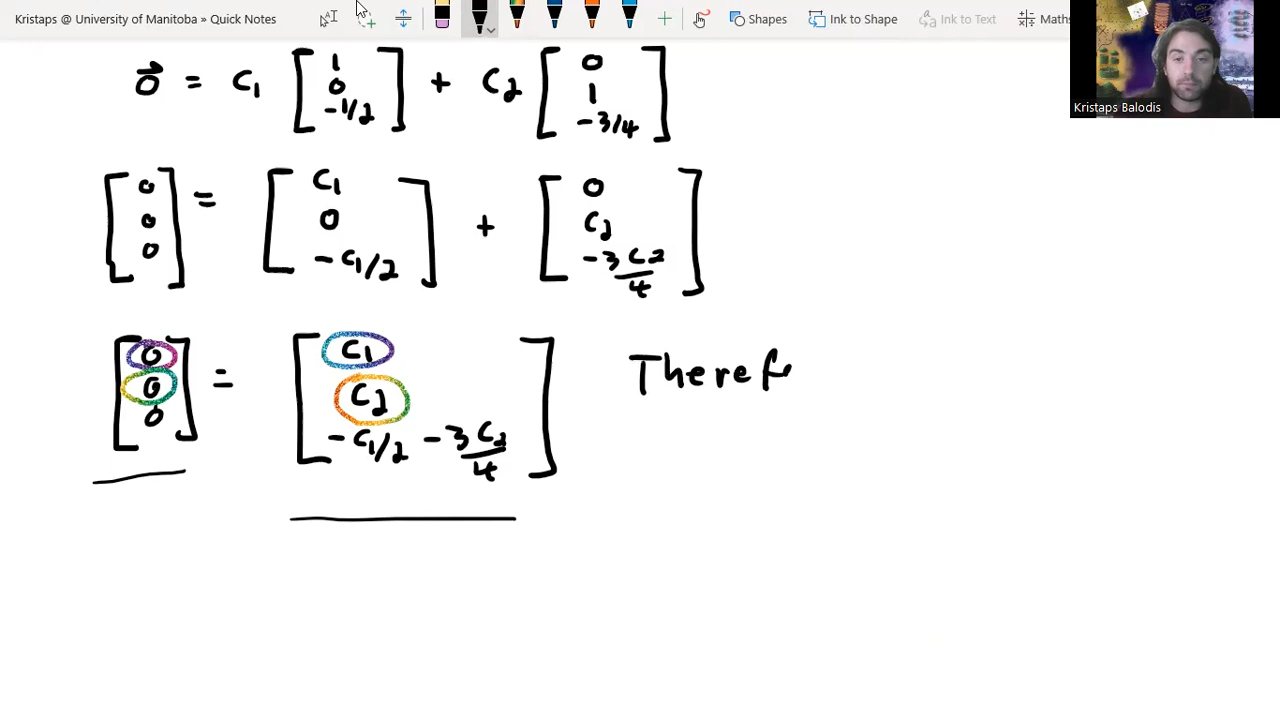 Kristaps @ University of Manitoba » Quick Notes
Shapes
Ink to Shape
Ink to Text
Maths
Kristaps Balodis
0⃗ = C₁ [1 0 -1/2] + C₂ [0 1 -3/4]
[0 0 0] = [C₁ 0 -C₁/2] + [0 C₂ -3C₂/4]
[0 0 0] = [C₁ C₂ -C₁/2 -3C₂/4] Theref